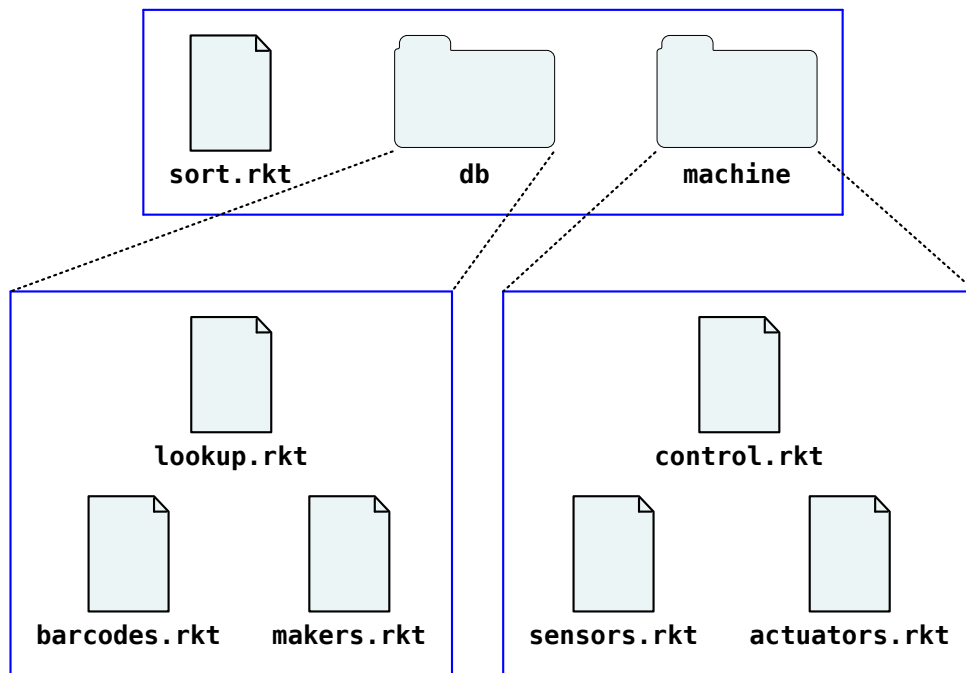 sort.rkt db machine
lookup.rkt
control.rkt
barcodes.rkt makers.rkt
sensors.rkt actuators.rkt